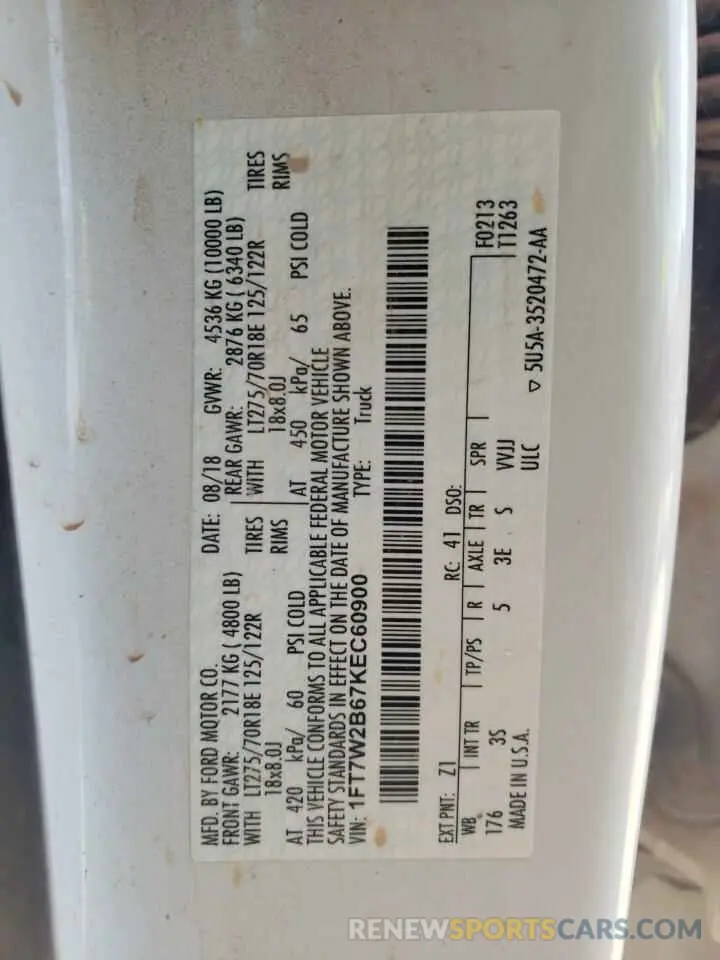 MFD. BY FORD MOTOR CO.
DATE: 08/18 GVWR: 4536 KG (10000 LB)
FRONT GAWR: 2177 KG ( 4800 LB)
REAR GAWR: 2876 KG ( 6340 LB)
WITH LT275/70R18E 125/122R TIRES
WITH LT275/70R18E 125/122R TIRES
18x8.0J RIMS
18x8.0J RIMS
AT 420 kPa/ 60 PSI COLD
AT 450 kPa/ 65 PSI COLD
THIS VEHICLE CONFORMS TO ALL APPLICABLE FEDERAL MOTOR VEHICLE
SAFETY STANDARDS IN EFFECT ON THE DATE OF MANUFACTURE SHOWN ABOVE.
VIN: 1FT7W2B67KEC60900 TYPE: Truck
EXT PNT: Z1 RC: 41 DSO:
WB INT TR TP/PS R AXLE TR SPR F0213
176 3S 5 3E S VVJJ T1263
MADE IN U.S.A. ULC
▽ 5U5A-3520472-AA
RENEWSPORTSCARS.COM